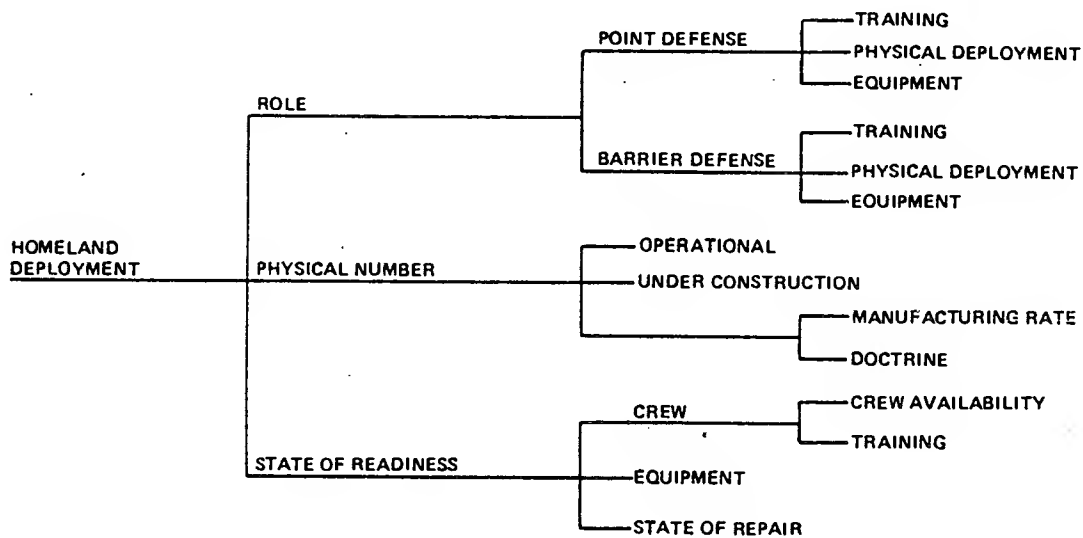 TRAINING
POINT DEFENSE
PHYSICAL DEPLOYMENT
EQUIPMENT
ROLE
TRAINING
BARRIER DEFENSE
PHYSICAL DEPLOYMENT
EQUIPMENT
HOMELAND
DEPLOYMENT
OPERATIONAL
PHYSICAL NUMBER
UNDER CONSTRUCTION
MANUFACTURING RATE
DOCTRINE
CREW
CREW AVAILABILITY
TRAINING
STATE OF READINESS
EQUIPMENT
STATE OF REPAIR